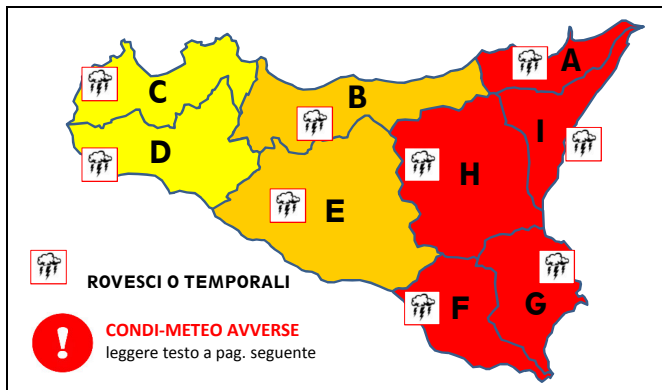 A
C
B
I
D
H
E
ROVESCI O TEMPORALI
F
G
!
CONDI-METEO AVVERSE
leggere testo a pag. seguente